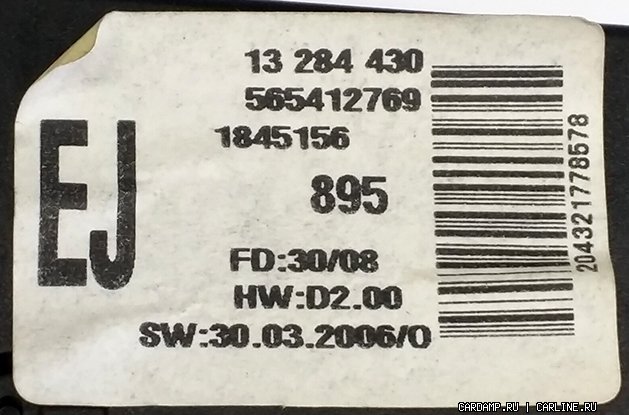 13 284 430
565412769
1845156
895
EJ
FD:30/08
HW:D2.00
SW:30.03.2006/0
204321778578
CARDAMP.RU | CARLINE.RU